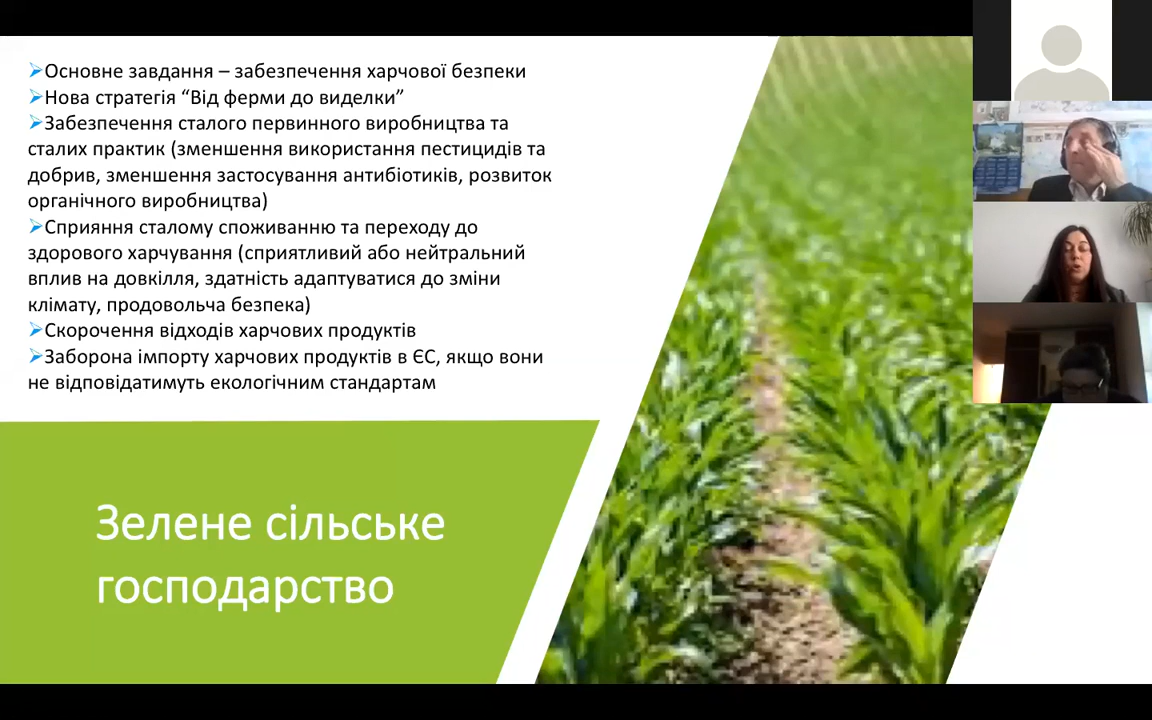 ➢Основне завдання – забезпечення харчової безпеки
➢Нова стратегія “Від ферми до виделки”
➢Забезпечення сталого первинного виробництва та
сталих практик (зменшення використання пестицидів та
добрив, зменшення застосування антибіотиків, розвиток
органічного виробництва)
➢Сприяння сталому споживанню та переходу до
здорового харчування (сприятливий або нейтральний
вплив на довкілля, здатність адаптуватися до зміни
клімату, продовольча безпека)
➢Скорочення відходів харчових продуктів
➢Заборона імпорту харчових продуктів в ЄС, якщо вони
не відповідатимуть екологічним стандартам
Зелене сільське
господарство